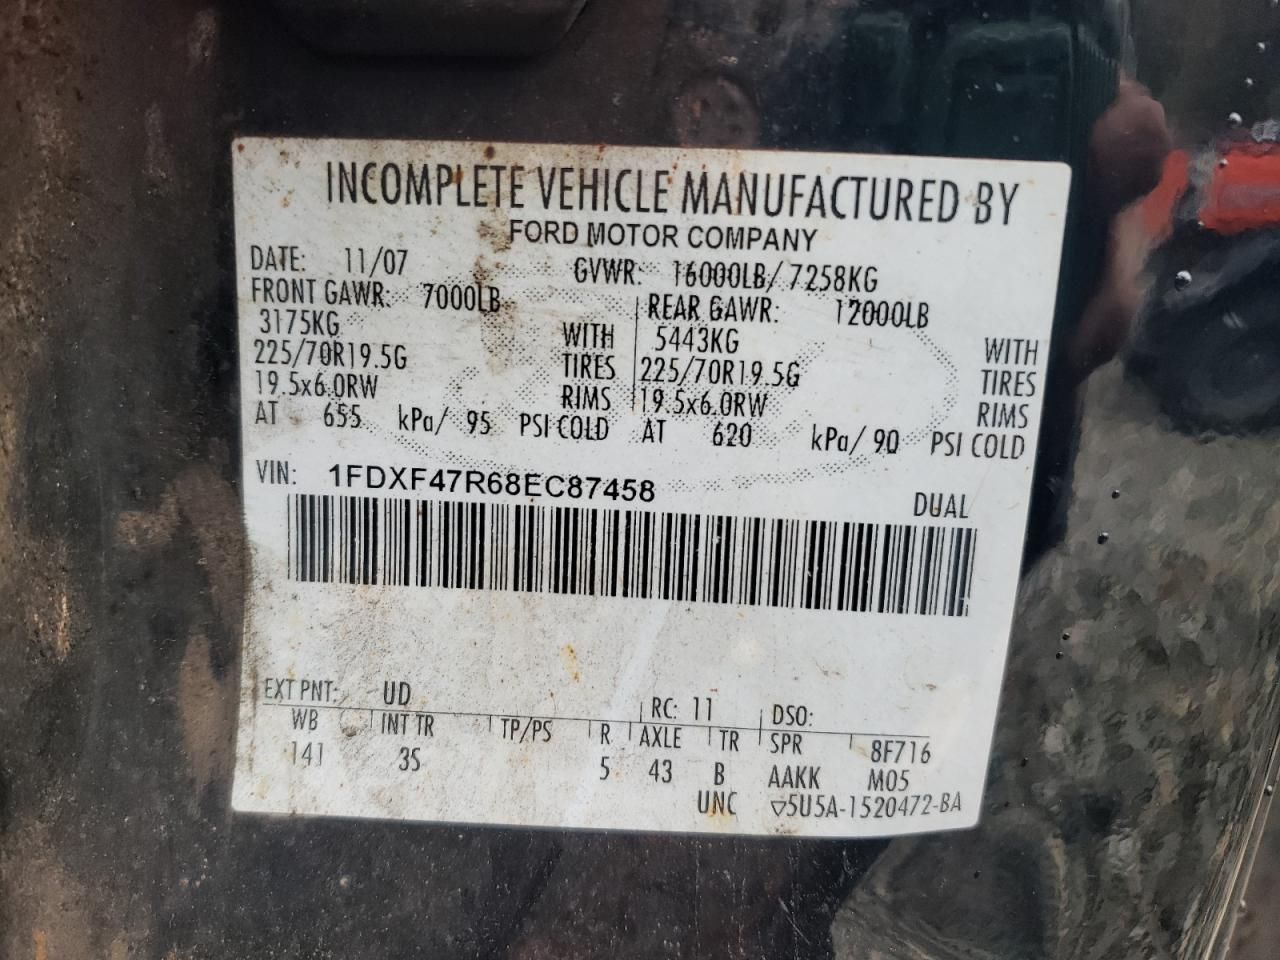 INCOMPLETE VEHICLE MANUFACTURED BY
FORD MOTOR COMPANY
DATE: 11/07 GVWR: 16000LB/7258KG
FRONT GAWR: 7000LB REAR GAWR: 12000LB
3175KG WITH 5443KG WITH
225/70R19.5G TIRES 225/70R19.5G TIRES
19.5x6.0RW RIMS 19.5x6.0RW RIMS
AT 655 kPa/ 95 PSI COLD AT 620 kPa/ 90 PSI COLD
VIN: 1FDXF47R68EC87458
DUAL
EXT PNT: UD RC: 11 DSO:
WB INT TR TP/PS R AXLE TR SPR 8F716
141 35 5 43 B AAKK M05
UNC ▽5U5A-1520472-BA